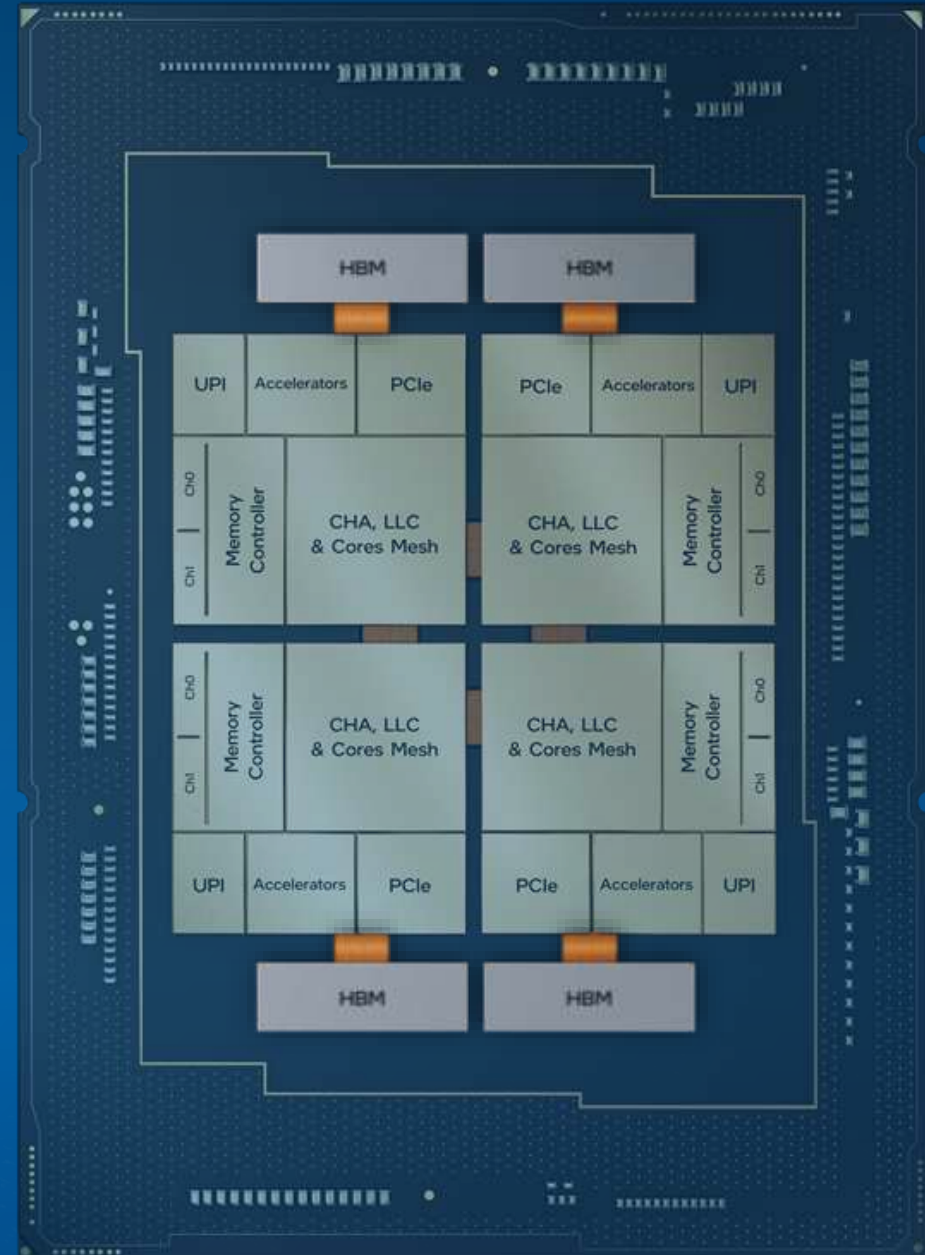 HBM
HBM
UPI
Accelerators
PCIe
PCIe
Accelerators
UPI
Ch0
Ch1
Memory
Controller
CHA, LLC
& Cores Mesh
CHA, LLC
& Cores Mesh
Memory
Controller
Ch0
Ch1
Ch0
Ch1
Memory
Controller
CHA, LLC
& Cores Mesh
CHA, LLC
& Cores Mesh
Memory
Controller
Ch0
Ch1
UPI
Accelerators
PCIe
PCIe
Accelerators
UPI
HBM
HBM